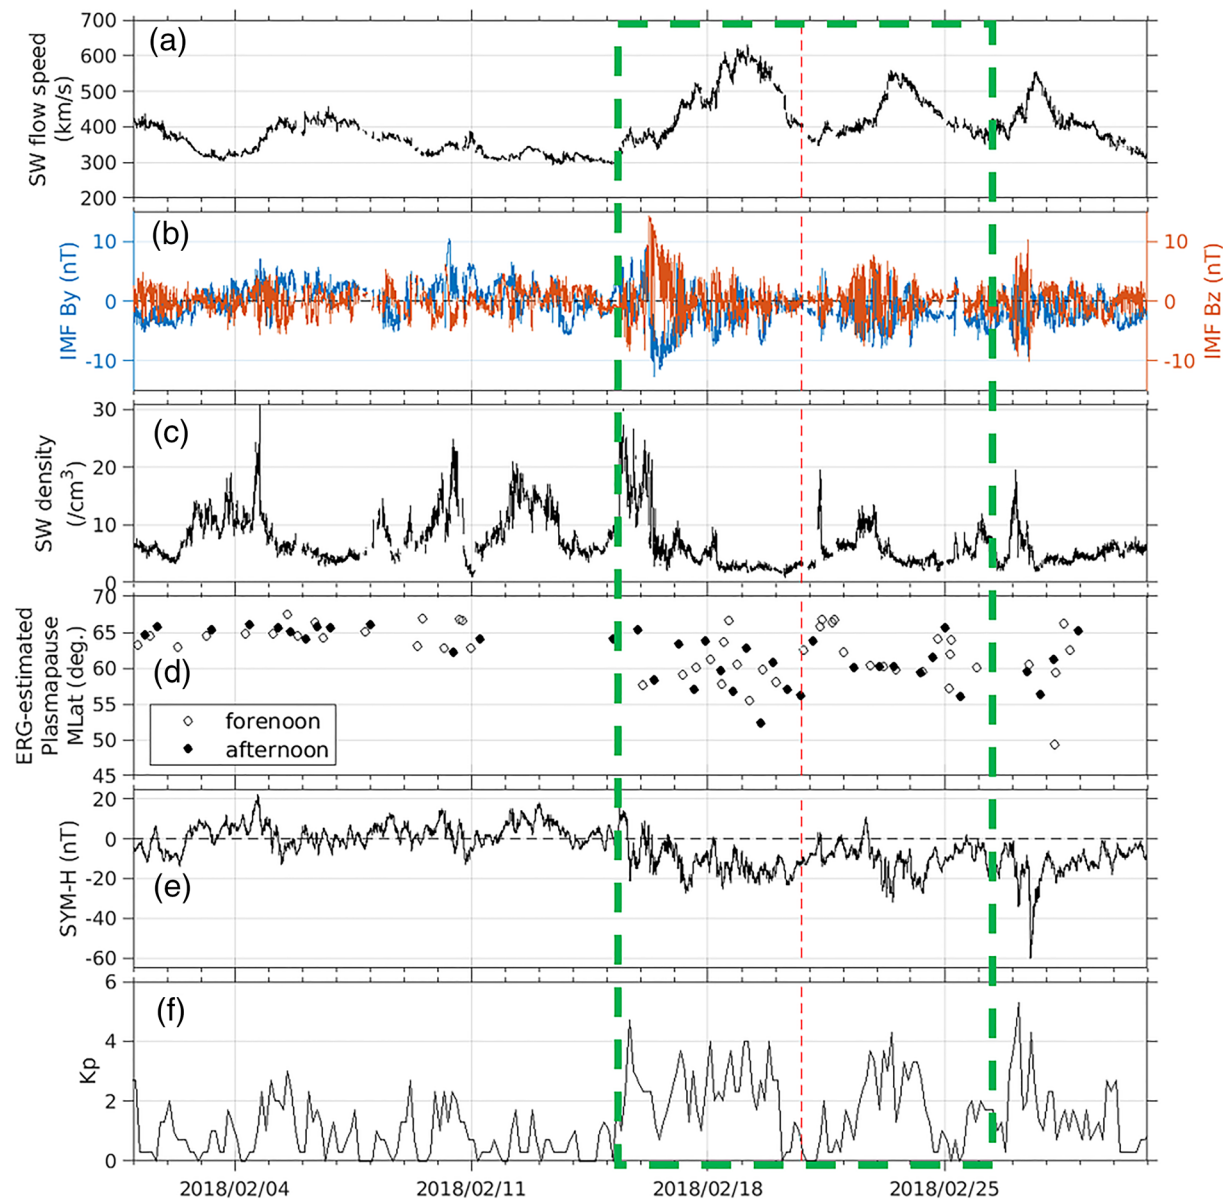 (a)
SW flow speed
(km/s)
700
600
500
400
300
200
(b)
IMF By (nT)
10
0
-10
10
0
-10
IMF Bz (nT)
(c)
SW density
(/cm3)
30
20
10
0
(d)
ERG-estimated
Plasmapause
MLat (deg.)
70
65
60
55
50
45
forenoon
afternoon
(e)
SYM-H (nT)
20
0
-20
-40
-60
(f)
Kp
6
4
2
0
2018/02/04 2018/02/11 2018/02/18 2018/02/25